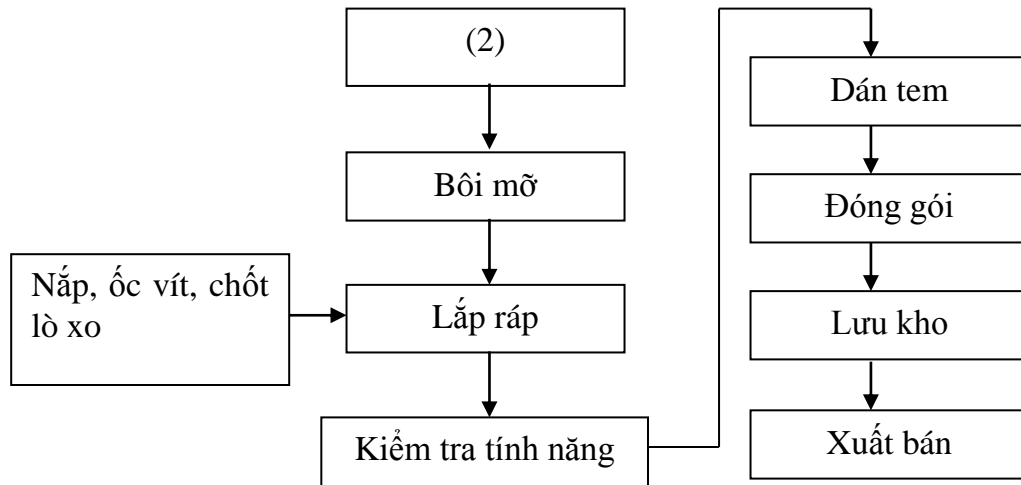 (2)
Bôi mỡ
Nắp, ốc vít, chốt
lò xo
Lắp ráp
Kiểm tra tính năng
Dán tem
Đóng gói
Lưu kho
Xuất bán